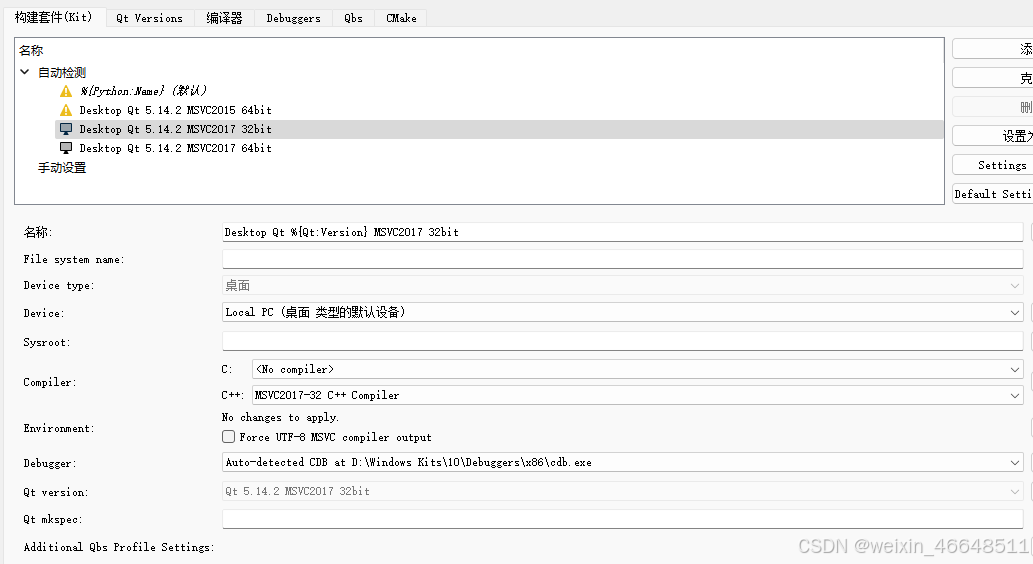 构建套件(Kit) Qt Versions 编译器 Debuggers Qbs CMake
名称
自动检测
%{Python:Name} (默认)
Desktop Qt 5.14.2 MSVC2015 64bit
Desktop Qt 5.14.2 MSVC2017 32bit
Desktop Qt 5.14.2 MSVC2017 64bit
手动设置
添
克
删
设置为
Settings
Default Setti
名称: Desktop Qt %{Qt:Version} MSVC2017 32bit
File system name:
Device type: 桌面
Device: Local PC (桌面 类型的默认设备)
Sysroot:
Compiler:
C: <No compiler>
C++: MSVC2017-32 C++ Compiler
Environment:
No changes to apply.
Force UTF-8 MSVC compiler output
Debugger: Auto-detected CDB at D:\Windows Kits\10\Debuggers\x86\cdb.exe
Qt version: Qt 5.14.2 MSVC2017 32bit
Qt mkspec:
Additional Qbs Profile Settings:
CSDN @weixin_46648511